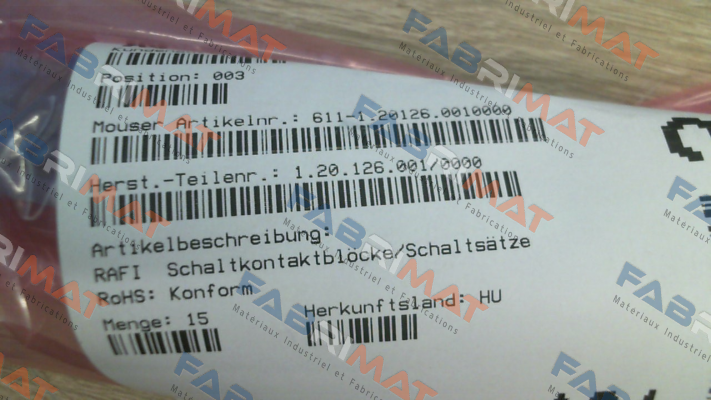 Position: 003
Mouser Artikelnr.: 611-1.20126.0010000
Herst.-Teilenr.: 1.20.126.001/0000
Artikelbeschreibung:
RAFI Schaltkontaktblöcke/Schaltsätze
RoHS: Konform
Menge: 15
Herkunftsland: HU
FABRIMAT
Matériaux Industriel et Fabrications